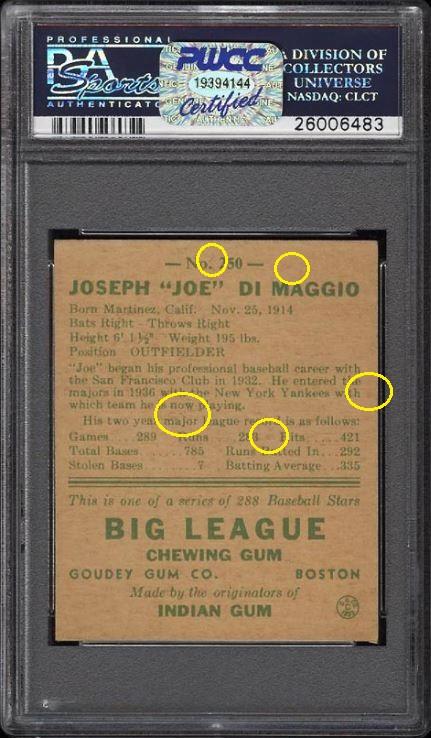 PROFESSIONAL
PSA
Sports
AUTHENTICATO
PWCC
19394144
Certified
A DIVISION OF
COLLECTORS
UNIVERSE
NASDAQ: CLCT
26006483
— No. 250 —
JOSEPH "JOE" DI MAGGIO
Born Martinez, Calif. Nov. 25, 1914
Bats Right - Throws Right
Height 6' 1½" Weight 195 lbs.
Position OUTFIELDER
"Joe" began his professional baseball career with
the San Francisco Club in 1932. He entered the
majors in 1936 with the New York Yankees with
which team he is now playing.
His two year major league record is as follows:
Games 289 Runs 283 Hits....421
Total Bases ....785 Runs Batted In...292
Stolen Bases 7 Batting Average ..335
This is one of a series of 288 Baseball Stars
BIG LEAGUE
CHEWING GUM
GOUDEY GUM CO. BOSTON
Made by the originators of
INDIAN GUM